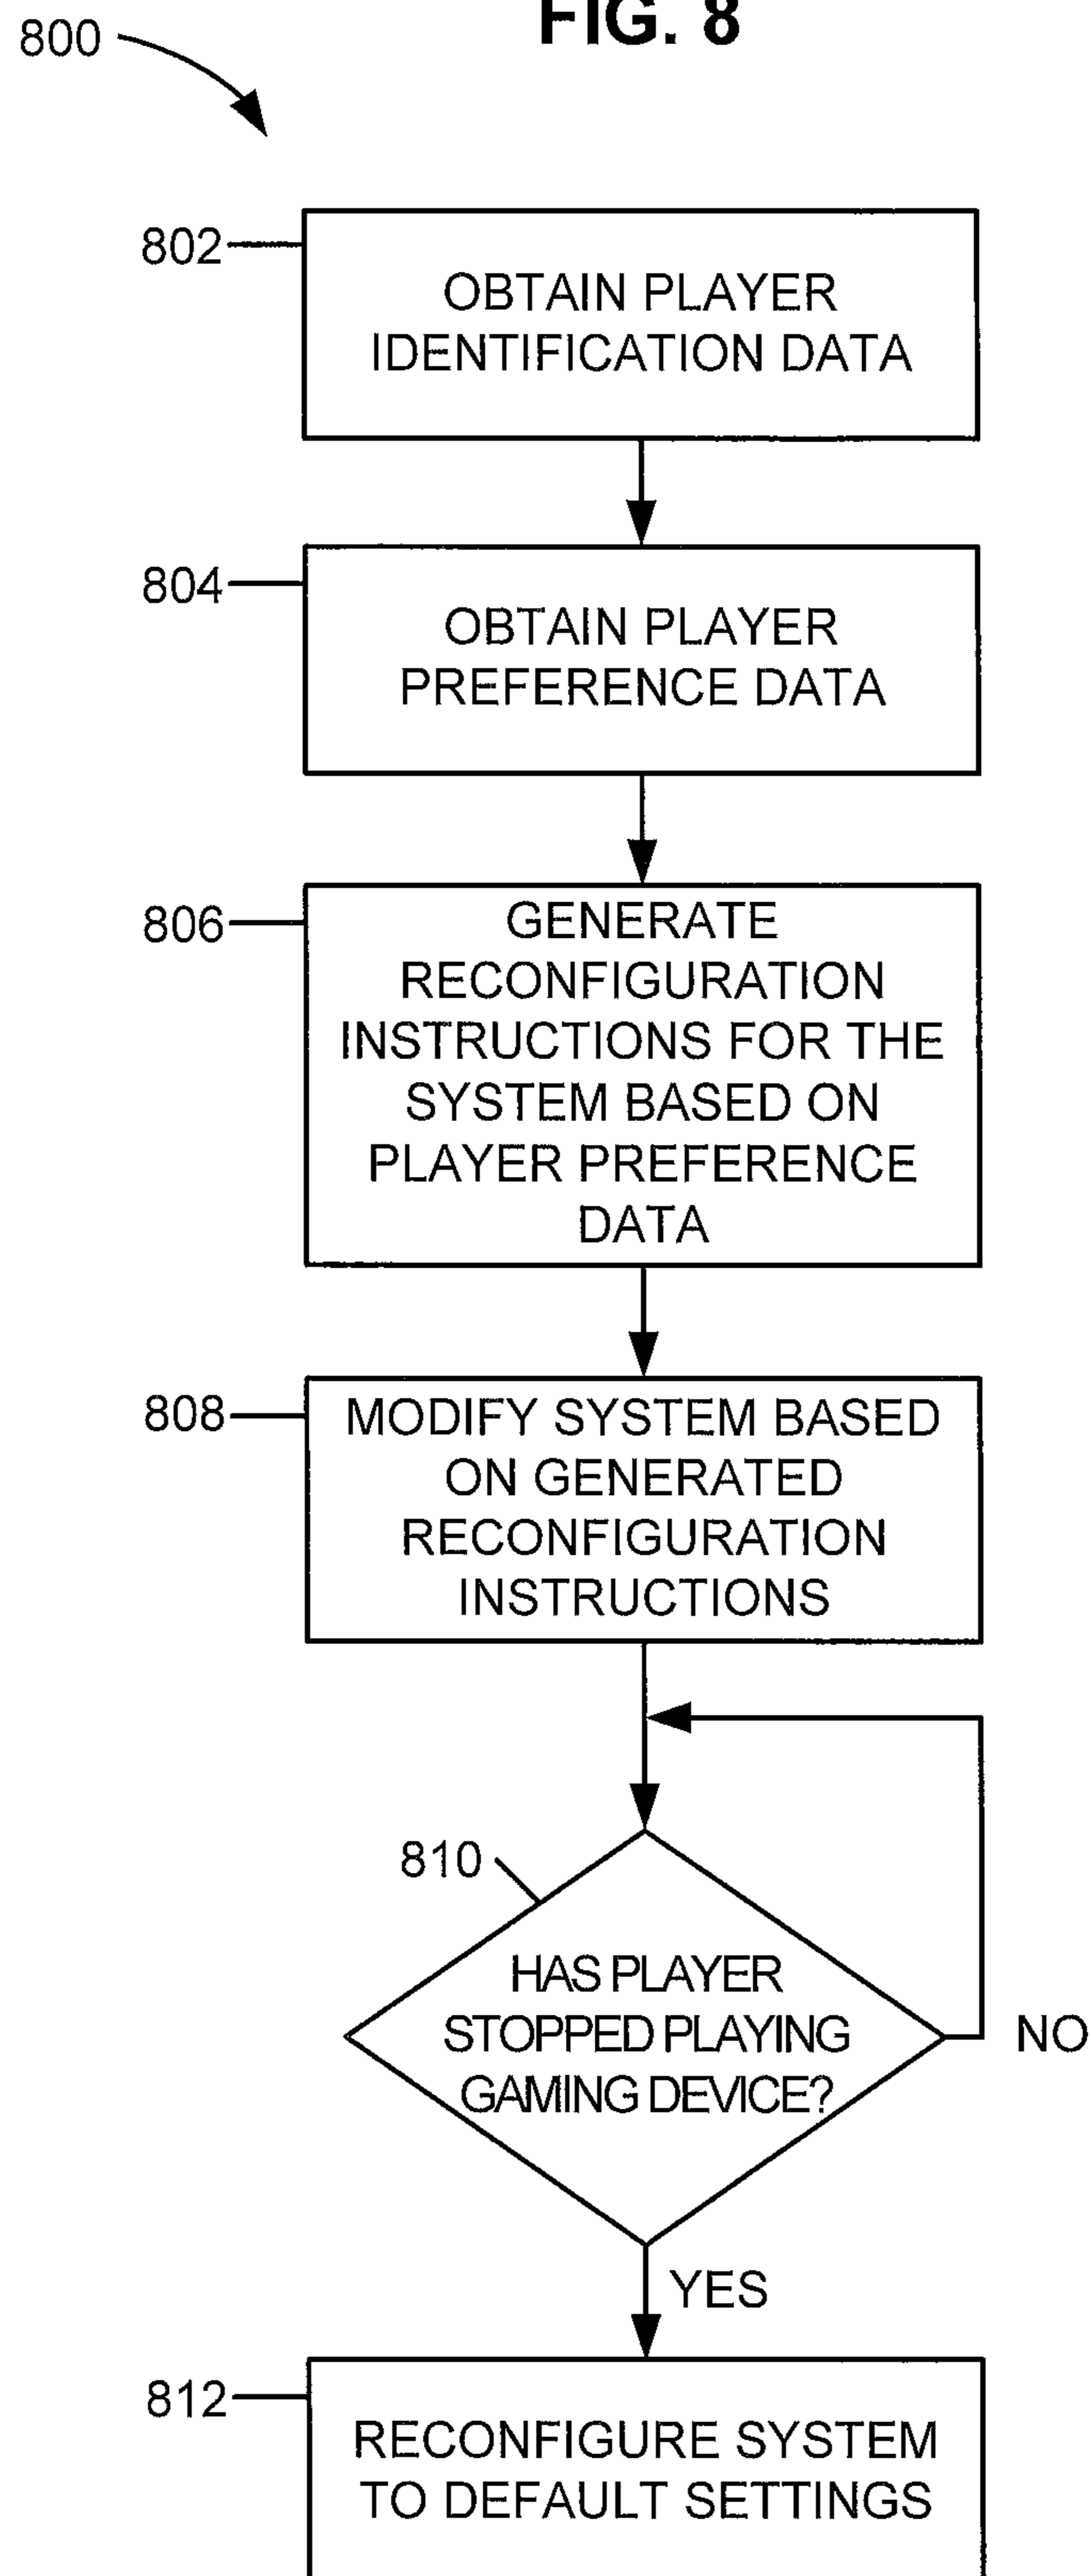 FIG. 8
800
802
OBTAIN PLAYER
IDENTIFICATION DATA
804
OBTAIN PLAYER
PREFERENCE DATA
806
GENERATE
RECONFIGURATION
INSTRUCTIONS FOR THE
SYSTEM BASED ON
PLAYER PREFERENCE
DATA
808
MODIFY SYSTEM BASED
ON GENERATED
RECONFIGURATION
INSTRUCTIONS
810
HAS PLAYER
STOPPED PLAYING
GAMING DEVICE?
NO
YES
812
RECONFIGURE SYSTEM
TO DEFAULT SETTINGS